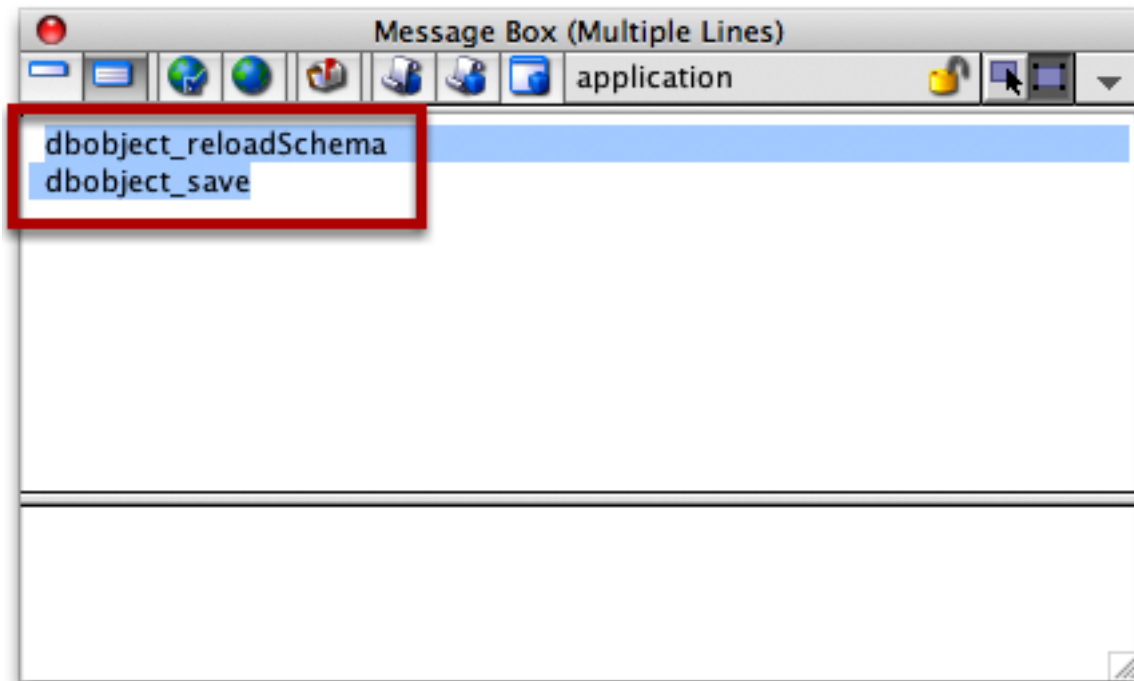 Message Box (Multiple Lines)
application
dbobject_reloadSchema
dbobject_save